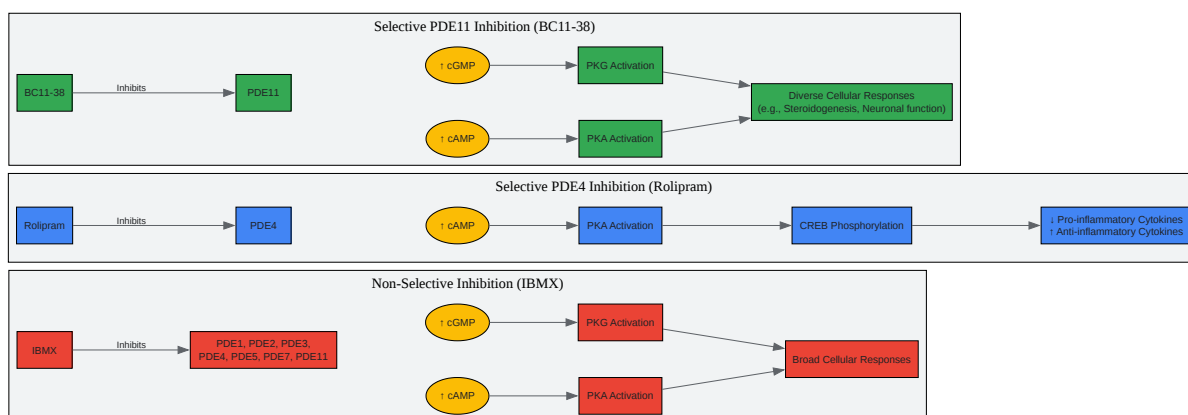 Selective PDE11 Inhibition (BC11-38)
↑ cGMP
PKG Activation
BC11-38
Inhibits
PDE11
Diverse Cellular Responses
(e.g., Steroidogenesis, Neuronal function)
↑ cAMP
PKA Activation
Selective PDE4 Inhibition (Rolipram)
Rolipram
Inhibits
PDE4
↑ cAMP
PKA Activation
CREB Phosphorylation
↓ Pro-inflammatory Cytokines
↑ Anti-inflammatory Cytokines
Non-Selective Inhibition (IBMX)
↑ cGMP
PKG Activation
IBMX
Inhibits
PDE1, PDE2, PDE3,
PDE4, PDE5, PDE7, PDE11
Broad Cellular Responses
↑ cAMP
PKA Activation